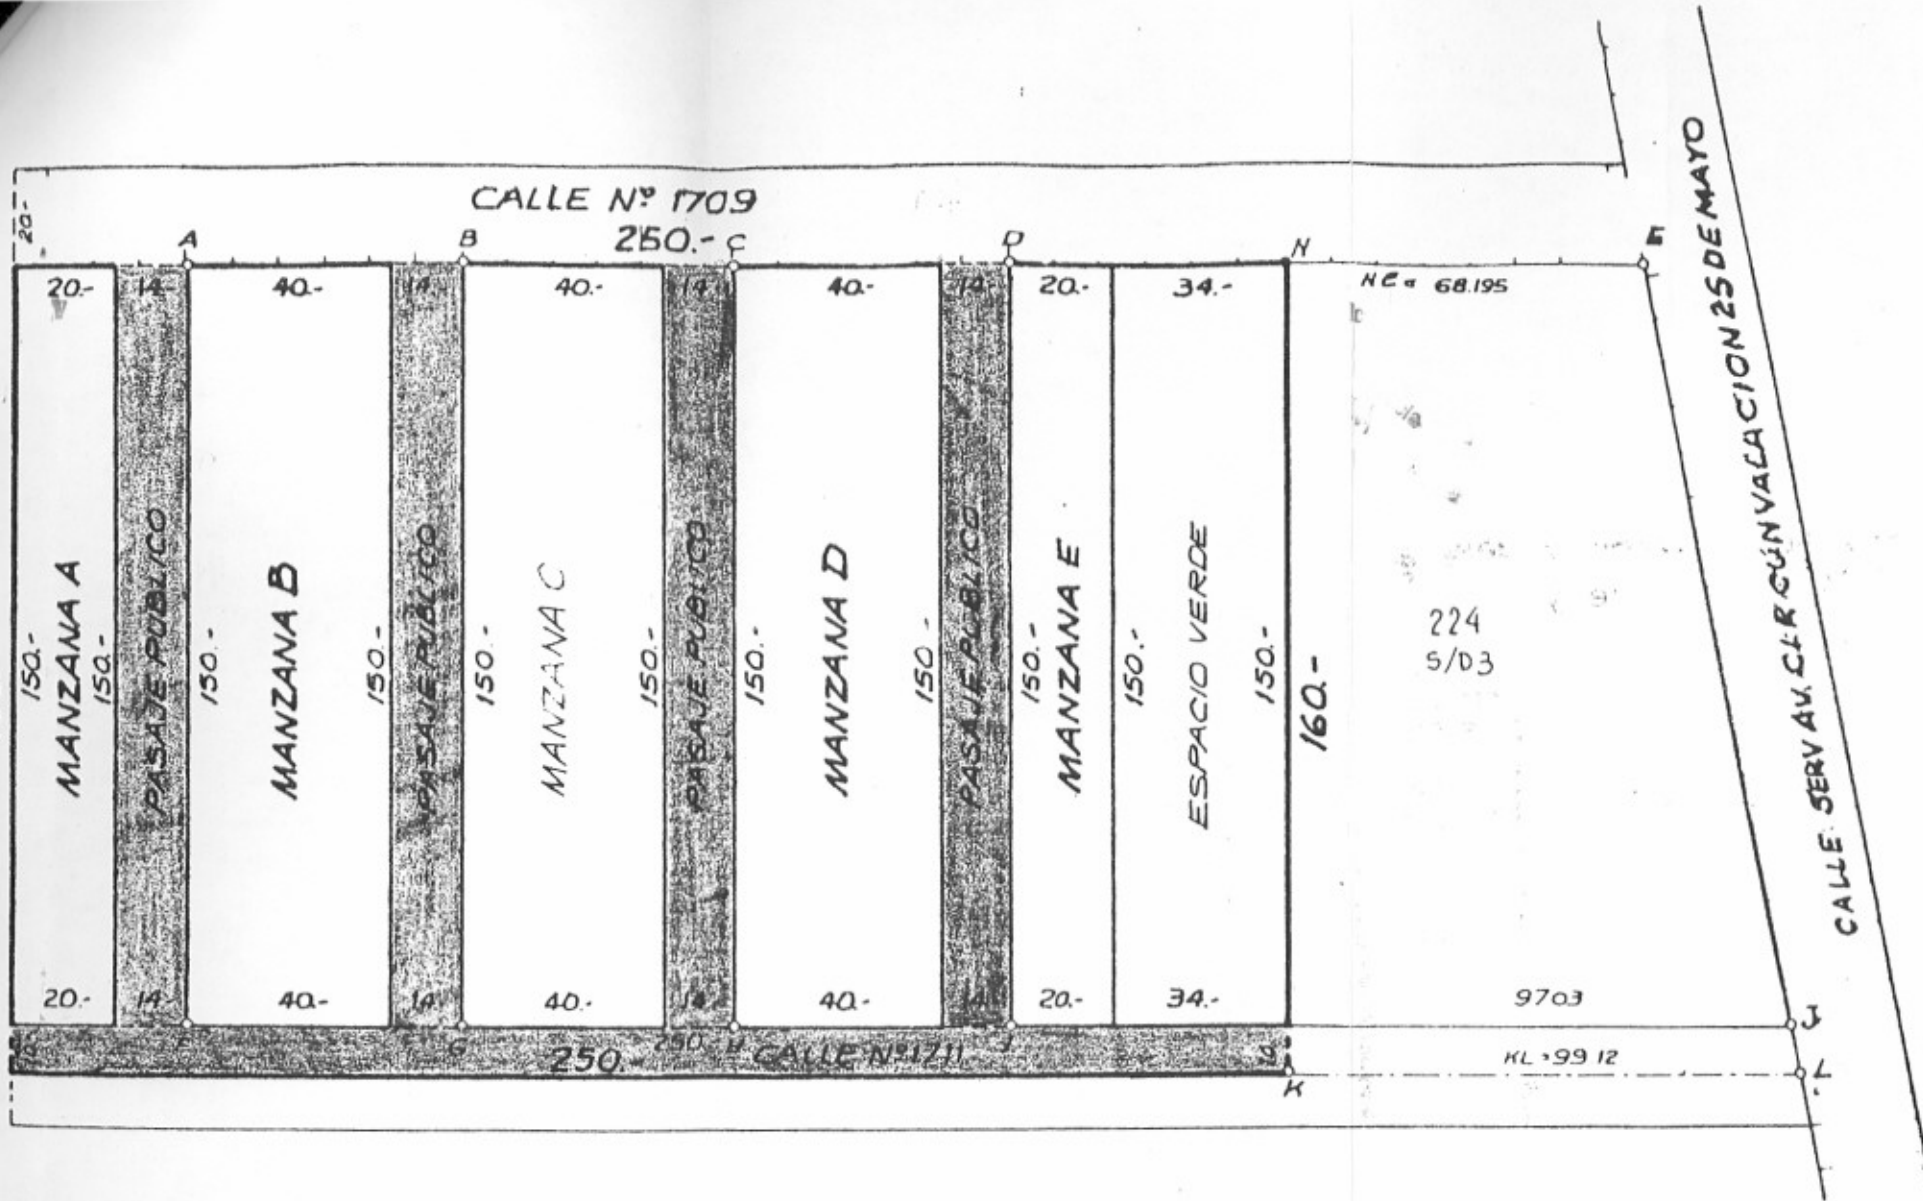 CALLE Nº 1709
20.-
250.-
A
B
C
D
N
E
20.-
14-
40.-
14-
40.-
14
40.-
14-
20.-
34.-
NE= 68.195
150.-
MANZANA A
150.-
PASAJE PUBLICO
150.-
MANZANA B
150.-
PASAJE PUBLICO
150.-
MANZANA C
150.-
PASAJE PUBLICO
150.-
MANZANA D
150.-
PASAJE PUBLICO
150.-
MANZANA E
150.-
ESPACIO VERDE
150.-
160.-
224
S/D3
CALLE SERV AV. CIRCÚNVALACION 25 DE MAYO
20.-
14-
40.-
14
40.-
14
40.-
14
20.-
34.-
9703
J
F
G
250.-
250
H
CALLE Nº 1711
I
KL=99 12
K
L